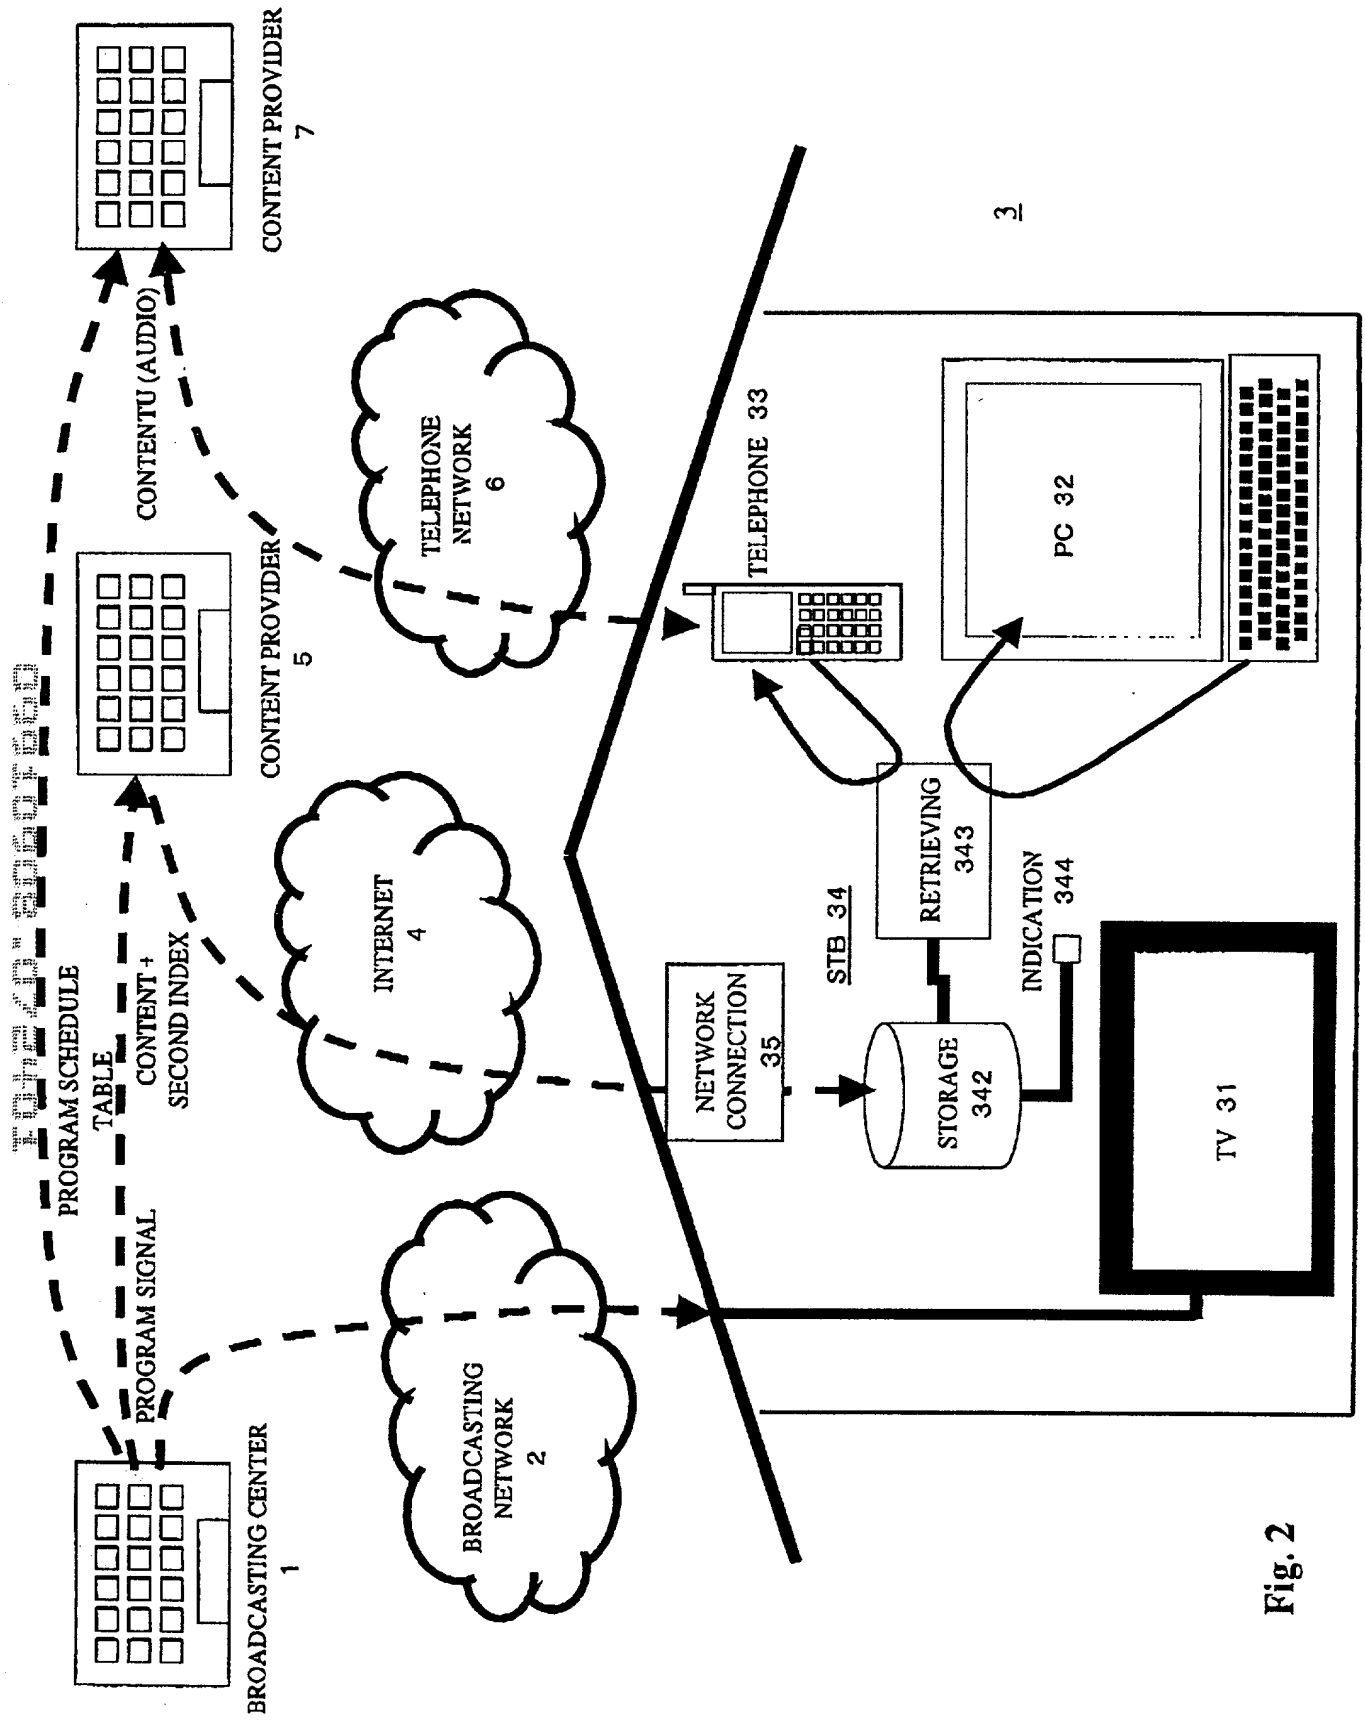 PROGRAM SCHEDULE
TABLE
PROGRAM SIGNAL
CONTENT +
SECOND INDEX
CONTENTU (AUDIO)
BROADCASTING CENTER
1
CONTENT PROVIDER
5
CONTENT PROVIDER
7
BROADCASTING
NETWORK
2
INTERNET
4
TELEPHONE
NETWORK
6
NETWORK
CONNECTION
35
TELEPHONE 33
STB 34
STORAGE
342
RETRIEVING
343
INDICATION
344
PC 32
TV 31
3
Fig. 2